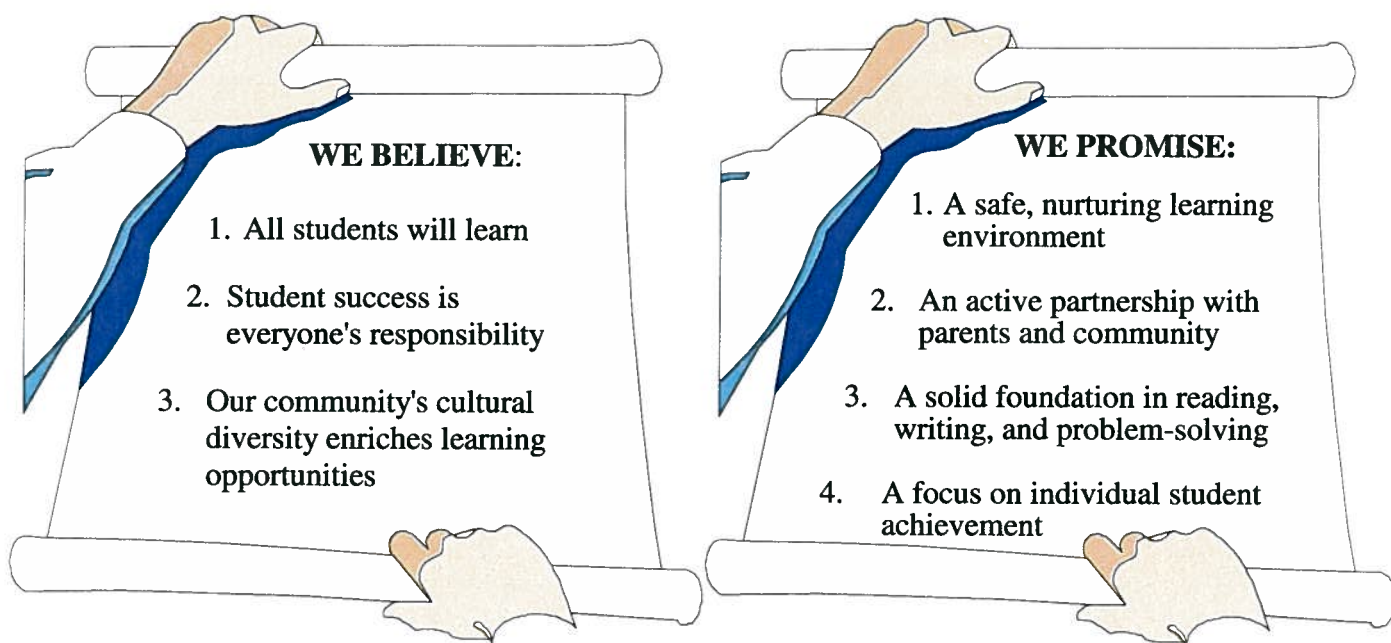 WE BELIEVE:
1. All students will learn
2. Student success is
everyone's responsibility
3. Our community's cultural
diversity enriches learning
opportunities
WE PROMISE:
1. A safe, nurturing learning
environment
2. An active partnership with
parents and community
3. A solid foundation in reading,
writing, and problem-solving
4. A focus on individual student
achievement